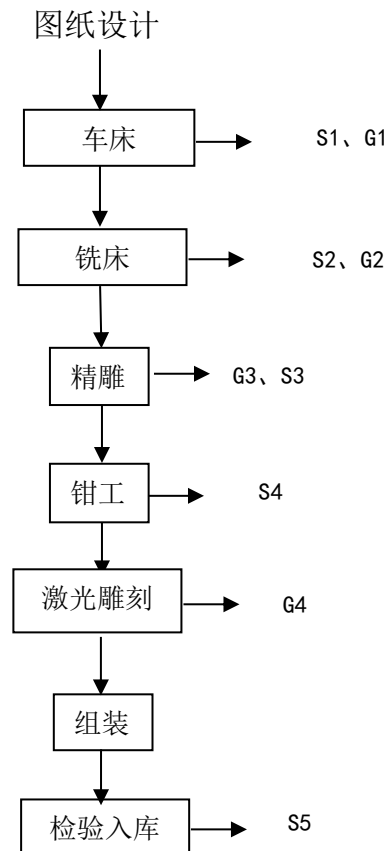 图纸设计
车床
S1、G1
铣床
S2、G2
精雕
G3、S3
钳工
S4
激光雕刻
G4
组装
检验入库
S5